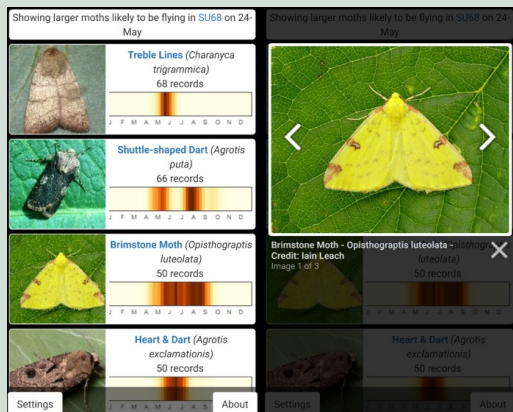 Showing larger moths likely to be flying in SU68 on 24-
May
Treble Lines (Charanyca
trigrammica)
68 records
J F M A M J J A S O N D
Shuttle-shaped Dart (Agrotis
puta)
66 records
J F M A M J J A S O N D
Brimstone Moth (Opisthograptis
luteolata)
50 records
J F M A M J J A S O N D
Heart & Dart (Agrotis
exclamationis)
50 records
J F M A M J J A S O N D
Settings
About
Showing larger moths likely to be flying in SU68 on 24-
May
Brimstone Moth - Opisthograptis luteolata -
Credit: Iain Leach
Image 1 of 3
luteolata)
50 records
J F M A M J J A S O N D
Heart & Dart (Agrotis
exclamationis)
50 records
Settings
About